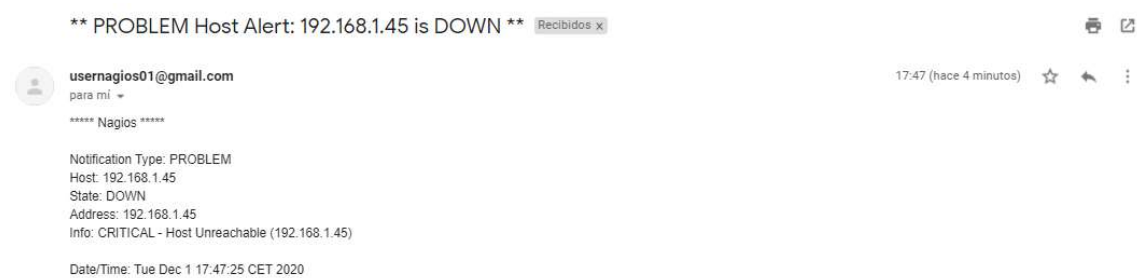 ** PROBLEM Host Alert: 192.168.1.45 is DOWN ** Recibidos x
usernagios01@gmail.com 17:47 (hace 4 minutos)
para mí
***** Nagios *****
Notification Type: PROBLEM
Host: 192.168.1.45
State: DOWN
Address: 192.168.1.45
Info: CRITICAL - Host Unreachable (192.168.1.45)
Date/Time: Tue Dec 1 17:47:25 CET 2020